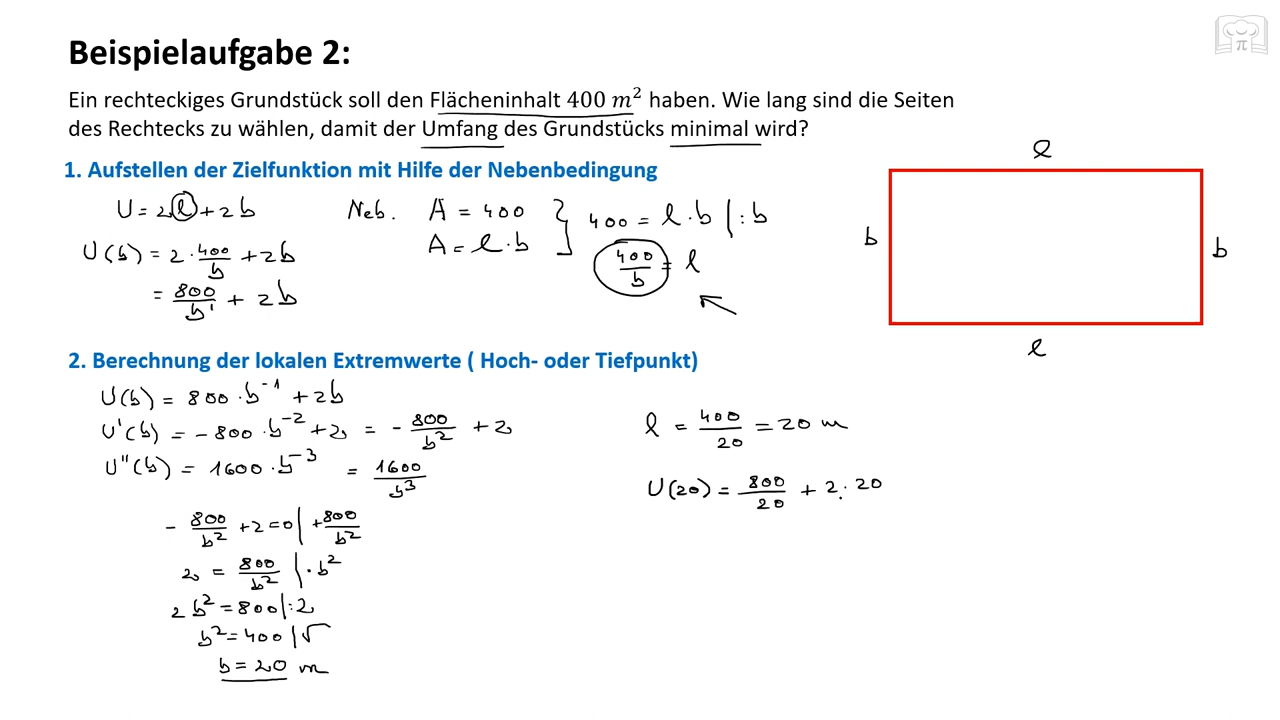 Beispielaufgabe 2:
Ein rechteckiges Grundstück soll den Flächeninhalt 400 m² haben. Wie lang sind die Seiten
des Rechtecks zu wählen, damit der Umfang des Grundstücks minimal wird?
1. Aufstellen der Zielfunktion mit Hilfe der Nebenbedingung
U = 2ℓ + 2b
U(b) = 2 · 400/b + 2b
= 800/b¹ + 2b
Neb. A = 400
A = ℓ · b
400 = ℓ · b | : b
400/b = ℓ
ℓ
b
b
ℓ
2. Berechnung der lokalen Extremwerte ( Hoch- oder Tiefpunkt)
U(b) = 800 · b⁻¹ + 2b
U'(b) = - 800 · b⁻² + 2 = - 800/b² + 2
U''(b) = 1600 · b⁻³ = 1600/b³
- 800/b² + 2 = 0 | + 800/b²
2 = 800/b² | · b²
2b² = 800 | : 2
b² = 400 | √
b = 20 m
ℓ = 400/20 = 20 m
U(20) = 800/20 + 2 · 20
π